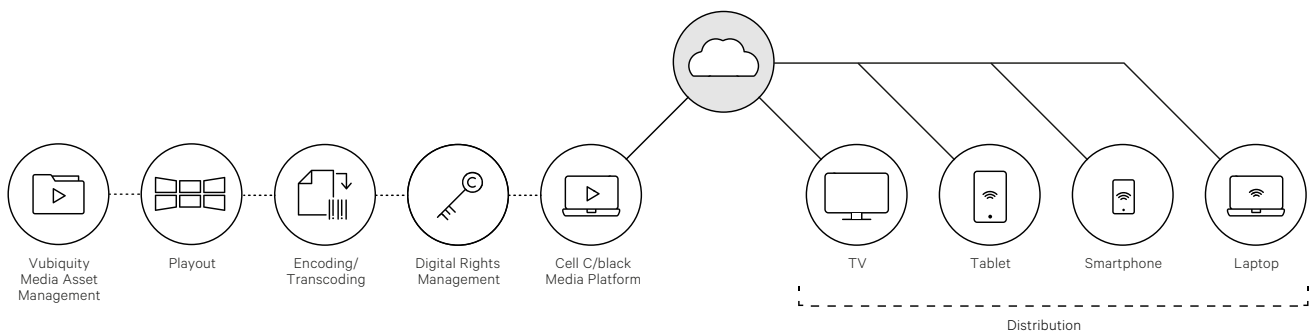 Vubiquity
Media Asset
Management
Playout
Encoding/
Transcoding
Digital Rights
Management
Cell C/black
Media Platform
TV
Tablet
Smartphone
Laptop
Distribution